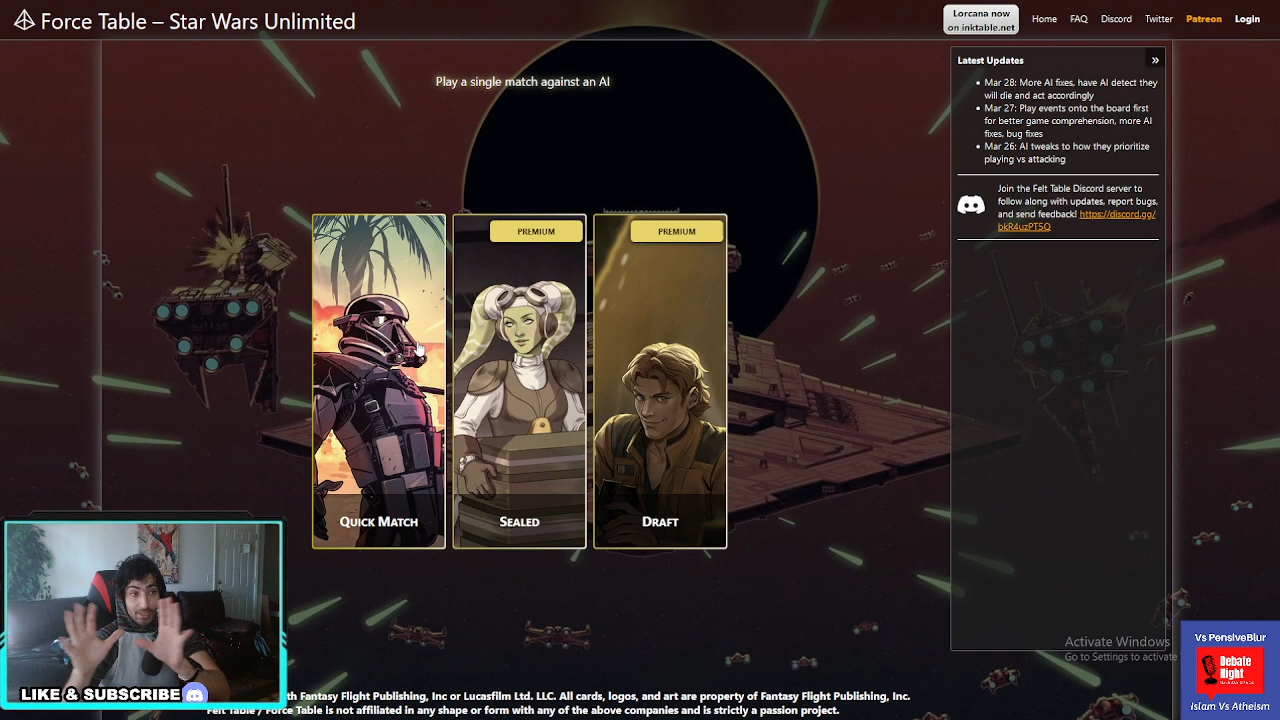 Force Table – Star Wars Unlimited
Lorcana now
on inktable.net
Home FAQ Discord Twitter Patreon Login
Play a single match against an AI
Latest Updates »
Mar 28: More AI fixes, have AI detect they
will die and act accordingly
Mar 27: Play events onto the board first
for better game comprehension, more AI
fixes, bug fixes
Mar 26: AI tweaks to how they prioritize
playing vs attacking
Join the Felt Table Discord server to
follow along with updates, report bugs,
and send feedback! https://discord.gg/
bkR4uzPT5Q
PREMIUM
PREMIUM
Quick Match
Sealed
Draft
Activate Windows
Go to Settings to activate
Vs PensiveBlur
Debate
Night
Islam Vs Atheism
LIKE & SUBSCRIBE
th Fantasy Flight Publishing, Inc or Lucasfilm Ltd. LLC. All cards, logos, and art are property of Fantasy Flight Publishing, Inc.
Felt Table / Force Table is not affiliated in any shape or form with any of the above companies and is strictly a passion project.